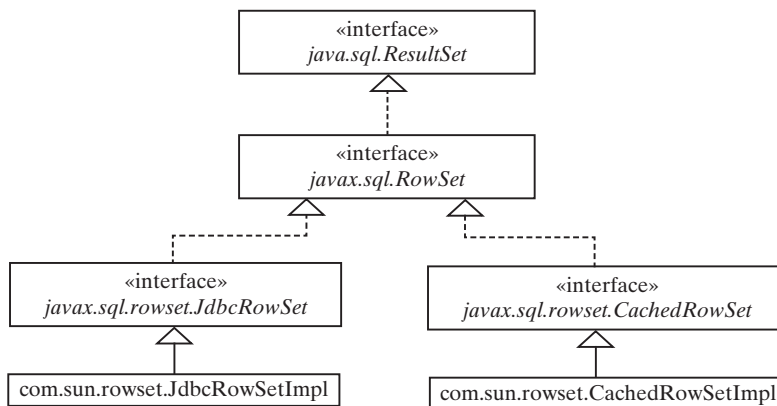 «interface»
java.sql.ResultSet
«interface»
javax.sql.RowSet
«interface»
javax.sql.rowset.JdbcRowSet
«interface»
javax.sql.rowset.CachedRowSet
com.sun.rowset.JdbcRowSetImpl
com.sun.rowset.CachedRowSetImpl